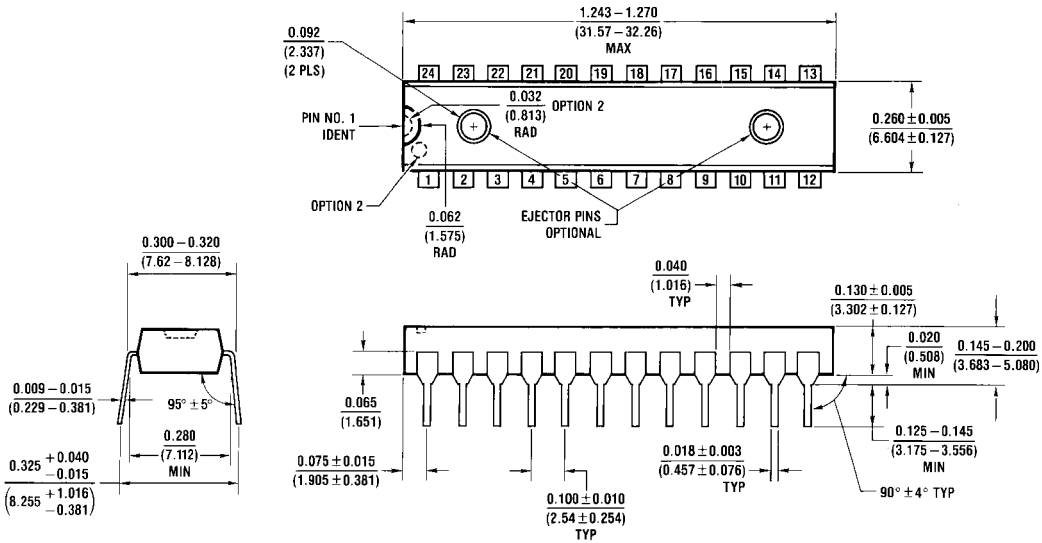 1.243 – 1.270
(31.57 – 32.26)
MAX
0.092
(2.337)
(2 PLS)
24 23 22 21 20 19 18 17 16 15 14 13
0.032
(0.813)
RAD
OPTION 2
PIN NO. 1
IDENT
0.260 ± 0.005
(6.604 ± 0.127)
1 2 3 4 5 6 7 8 9 10 11 12
OPTION 2
0.062
(1.575)
RAD
EJECTOR PINS
OPTIONAL
0.300 – 0.320
(7.62 – 8.128)
0.040
(1.016)
TYP
0.130 ± 0.005
(3.302 ± 0.127)
0.020
(0.508)
MIN
0.145 – 0.200
(3.683 – 5.080)
0.009 – 0.015
(0.229 – 0.381)
95° ± 5°
0.065
(1.651)
0.280
(7.112)
MIN
0.125 – 0.145
(3.175 – 3.556)
MIN
0.325 +0.040
−0.015
(8.255 +1.016
−0.381)
0.075 ± 0.015
(1.905 ± 0.381)
0.018 ± 0.003
(0.457 ± 0.076)
TYP
90° ± 4° TYP
0.100 ± 0.010
(2.54 ± 0.254)
TYP